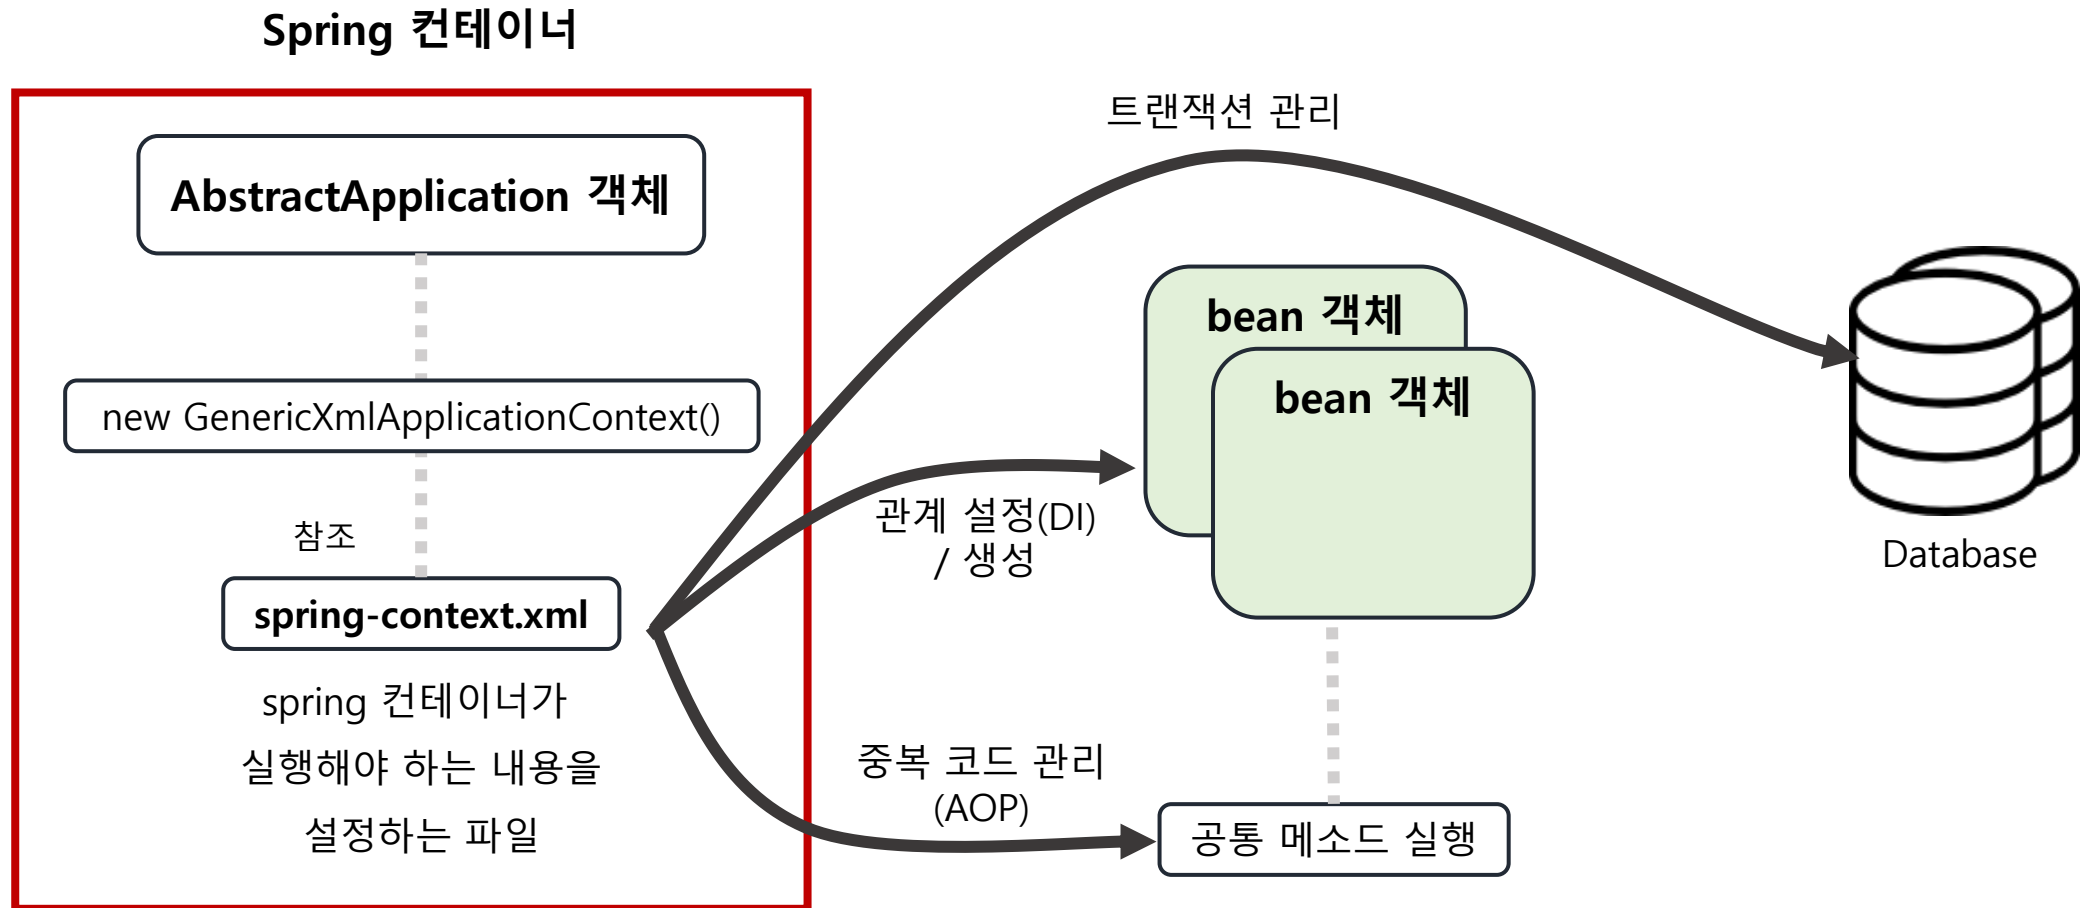 Spring 컨테이너
AbstractApplication 객체
new GenericXmlApplicationContext()
참조
spring-context.xml
spring 컨테이너가
실행해야 하는 내용을
설정하는 파일
트랜잭션 관리
관계 설정(DI)
/ 생성
중복 코드 관리
(AOP)
bean 객체
bean 객체
공통 메소드 실행
Database